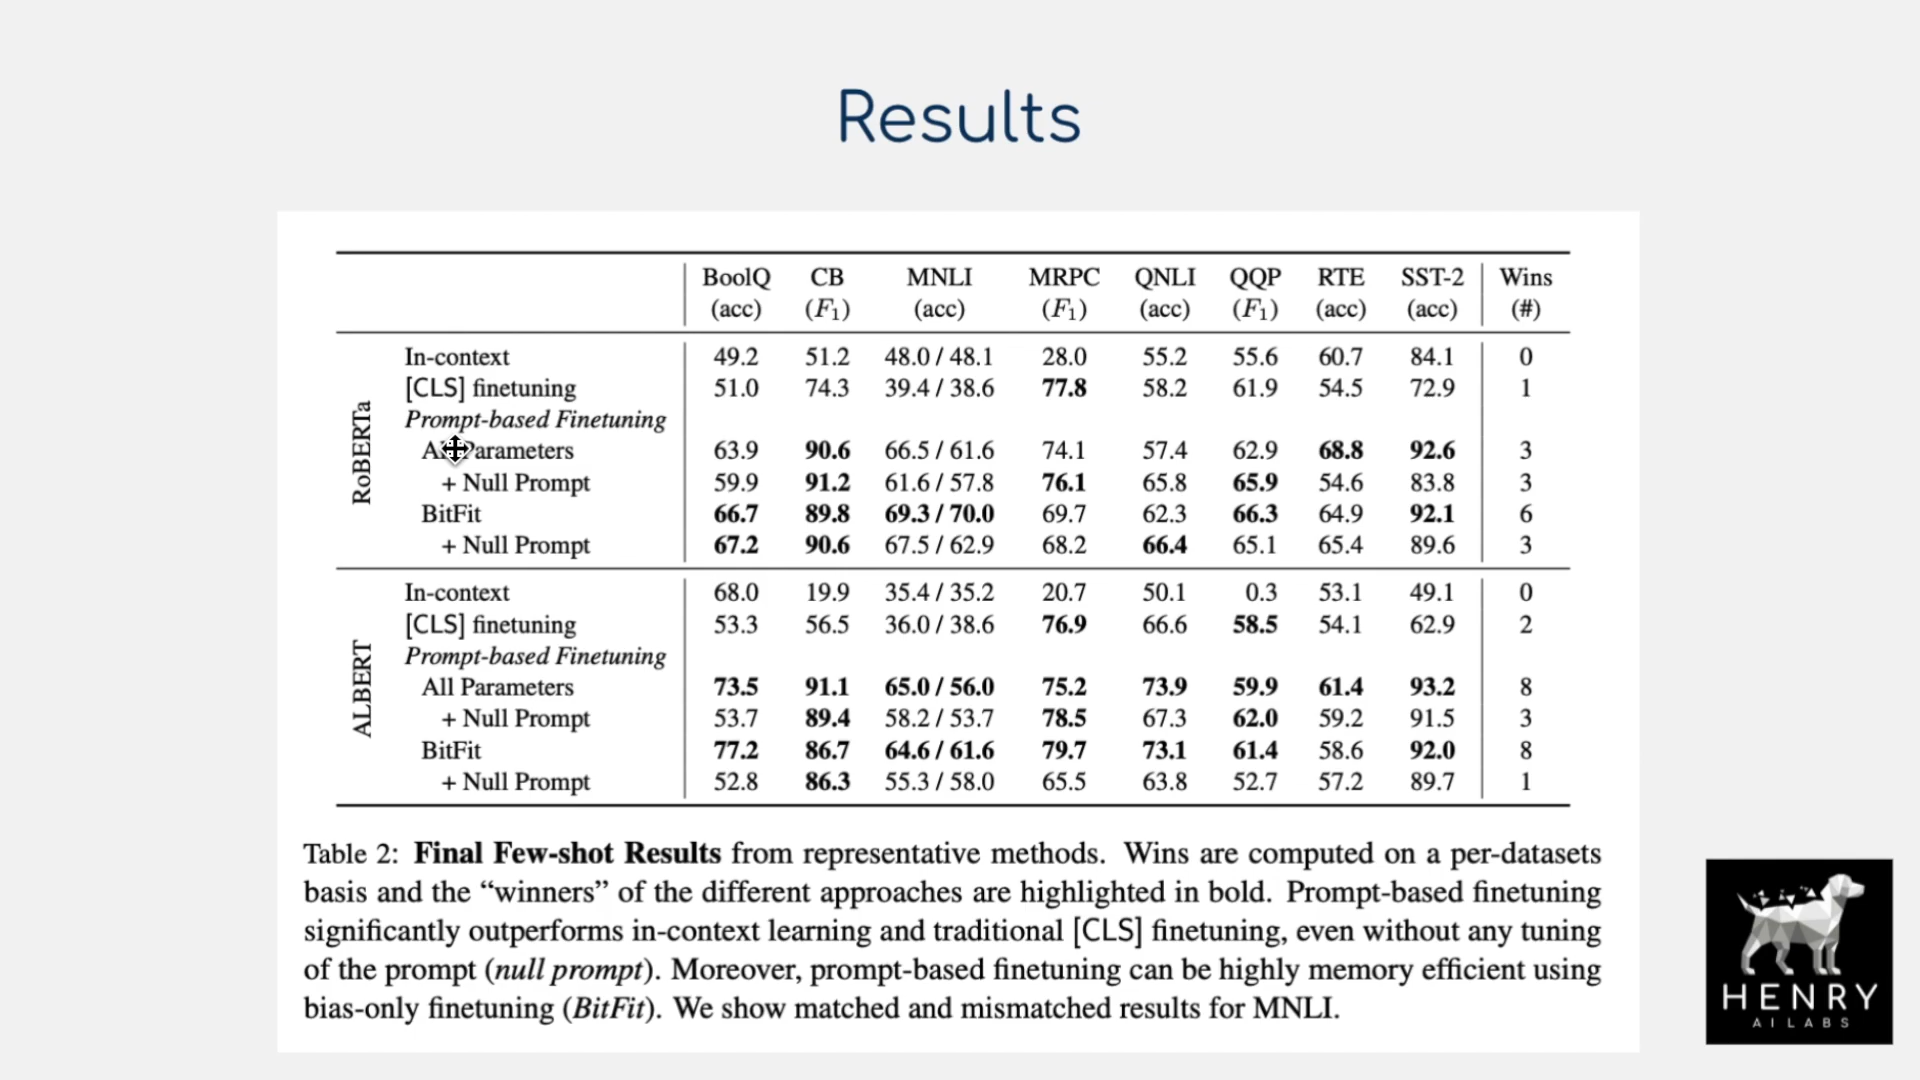 Results
BoolQ CB MNLI MRPC QNLI QQP RTE SST-2 Wins
(acc) (F₁) (acc) (F₁) (acc) (F₁) (acc) (acc) (#)
RoBERTa
In-context 49.2 51.2 48.0 / 48.1 28.0 55.2 55.6 60.7 84.1 0
[CLS] finetuning 51.0 74.3 39.4 / 38.6 77.8 58.2 61.9 54.5 72.9 1
Prompt-based Finetuning
Parameters 63.9 90.6 66.5 / 61.6 74.1 57.4 62.9 68.8 92.6 3
+ Null Prompt 59.9 91.2 61.6 / 57.8 76.1 65.8 65.9 54.6 83.8 3
BitFit 66.7 89.8 69.3 / 70.0 69.7 62.3 66.3 64.9 92.1 6
+ Null Prompt 67.2 90.6 67.5 / 62.9 68.2 66.4 65.1 65.4 89.6 3
ALBERT
In-context 68.0 19.9 35.4 / 35.2 20.7 50.1 0.3 53.1 49.1 0
[CLS] finetuning 53.3 56.5 36.0 / 38.6 76.9 66.6 58.5 54.1 62.9 2
Prompt-based Finetuning
All Parameters 73.5 91.1 65.0 / 56.0 75.2 73.9 59.9 61.4 93.2 8
+ Null Prompt 53.7 89.4 58.2 / 53.7 78.5 67.3 62.0 59.2 91.5 3
BitFit 77.2 86.7 64.6 / 61.6 79.7 73.1 61.4 58.6 92.0 8
+ Null Prompt 52.8 86.3 55.3 / 58.0 65.5 63.8 52.7 57.2 89.7 1
Table 2: Final Few-shot Results from representative methods. Wins are computed on a per-datasets
basis and the “winners” of the different approaches are highlighted in bold. Prompt-based finetuning
significantly outperforms in-context learning and traditional [CLS] finetuning, even without any tuning
of the prompt (null prompt). Moreover, prompt-based finetuning can be highly memory efficient using
bias-only finetuning (BitFit). We show matched and mismatched results for MNLI.
HENRY
AI LABS